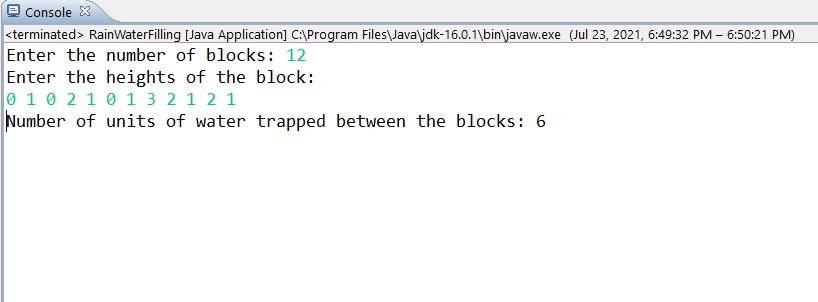 Console
<terminated> RainWaterFilling [Java Application] C:\Program Files\Java\jdk-16.0.1\bin\javaw.exe (Jul 23, 2021, 6:49:32 PM – 6:50:21 PM)
Enter the number of blocks: 12
Enter the heights of the block:
0 1 0 2 1 0 1 3 2 1 2 1
Number of units of water trapped between the blocks: 6